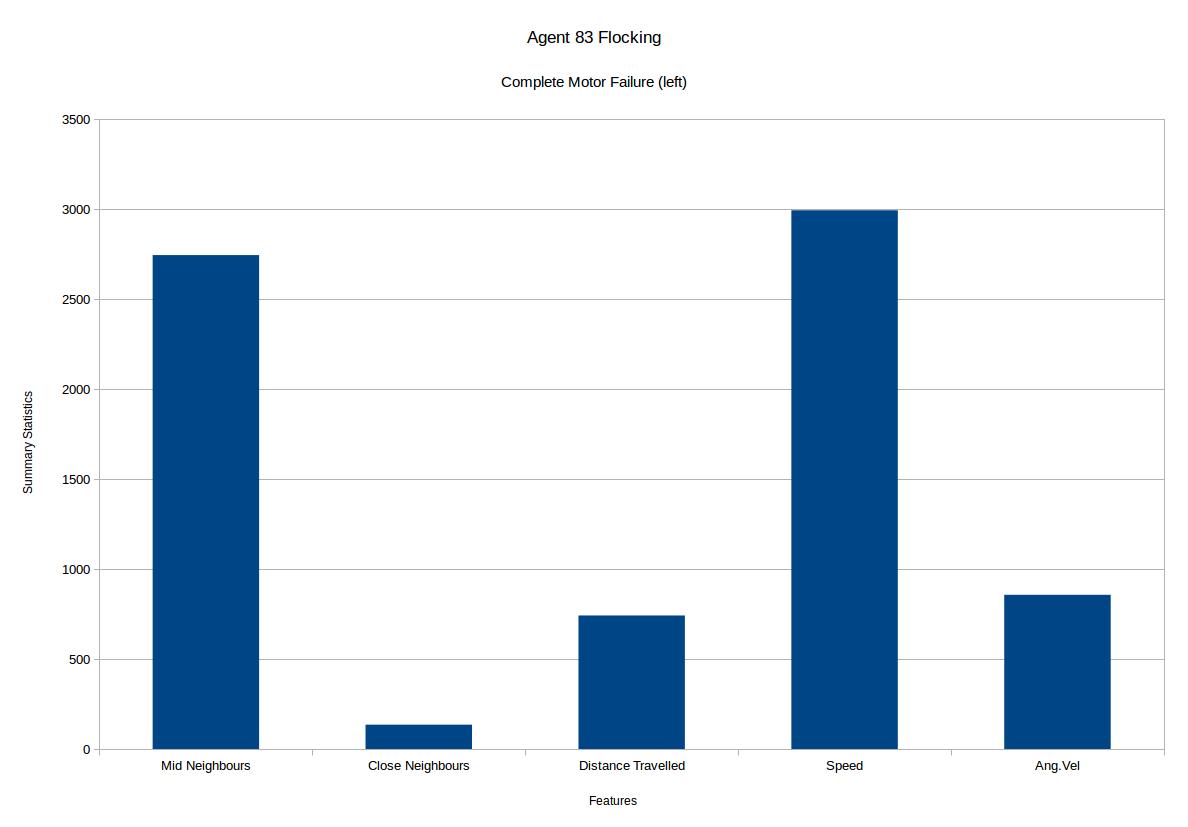 Agent 83 Flocking
Complete Motor Failure (left)
3500
3000
2500
2000
1500
1000
500
0
Summary Statistics
Mid Neighbours
Close Neighbours
Distance Travelled
Speed
Ang.Vel
Features